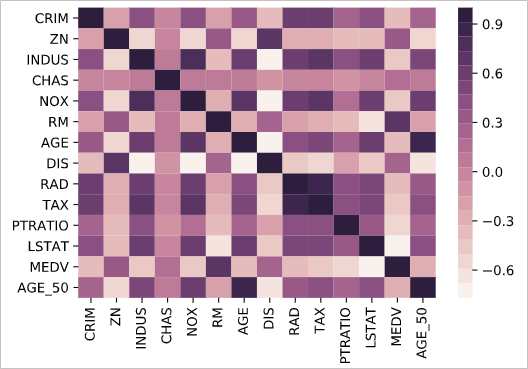 CRIM
ZN
INDUS
CHAS
NOX
RM
AGE
DIS
RAD
TAX
PTRATIO
LSTAT
MEDV
AGE_50
CRIM
ZN
INDUS
CHAS
NOX
RM
AGE
DIS
RAD
TAX
PTRATIO
LSTAT
MEDV
AGE_50
0.9
0.6
0.3
0.0
−0.3
−0.6